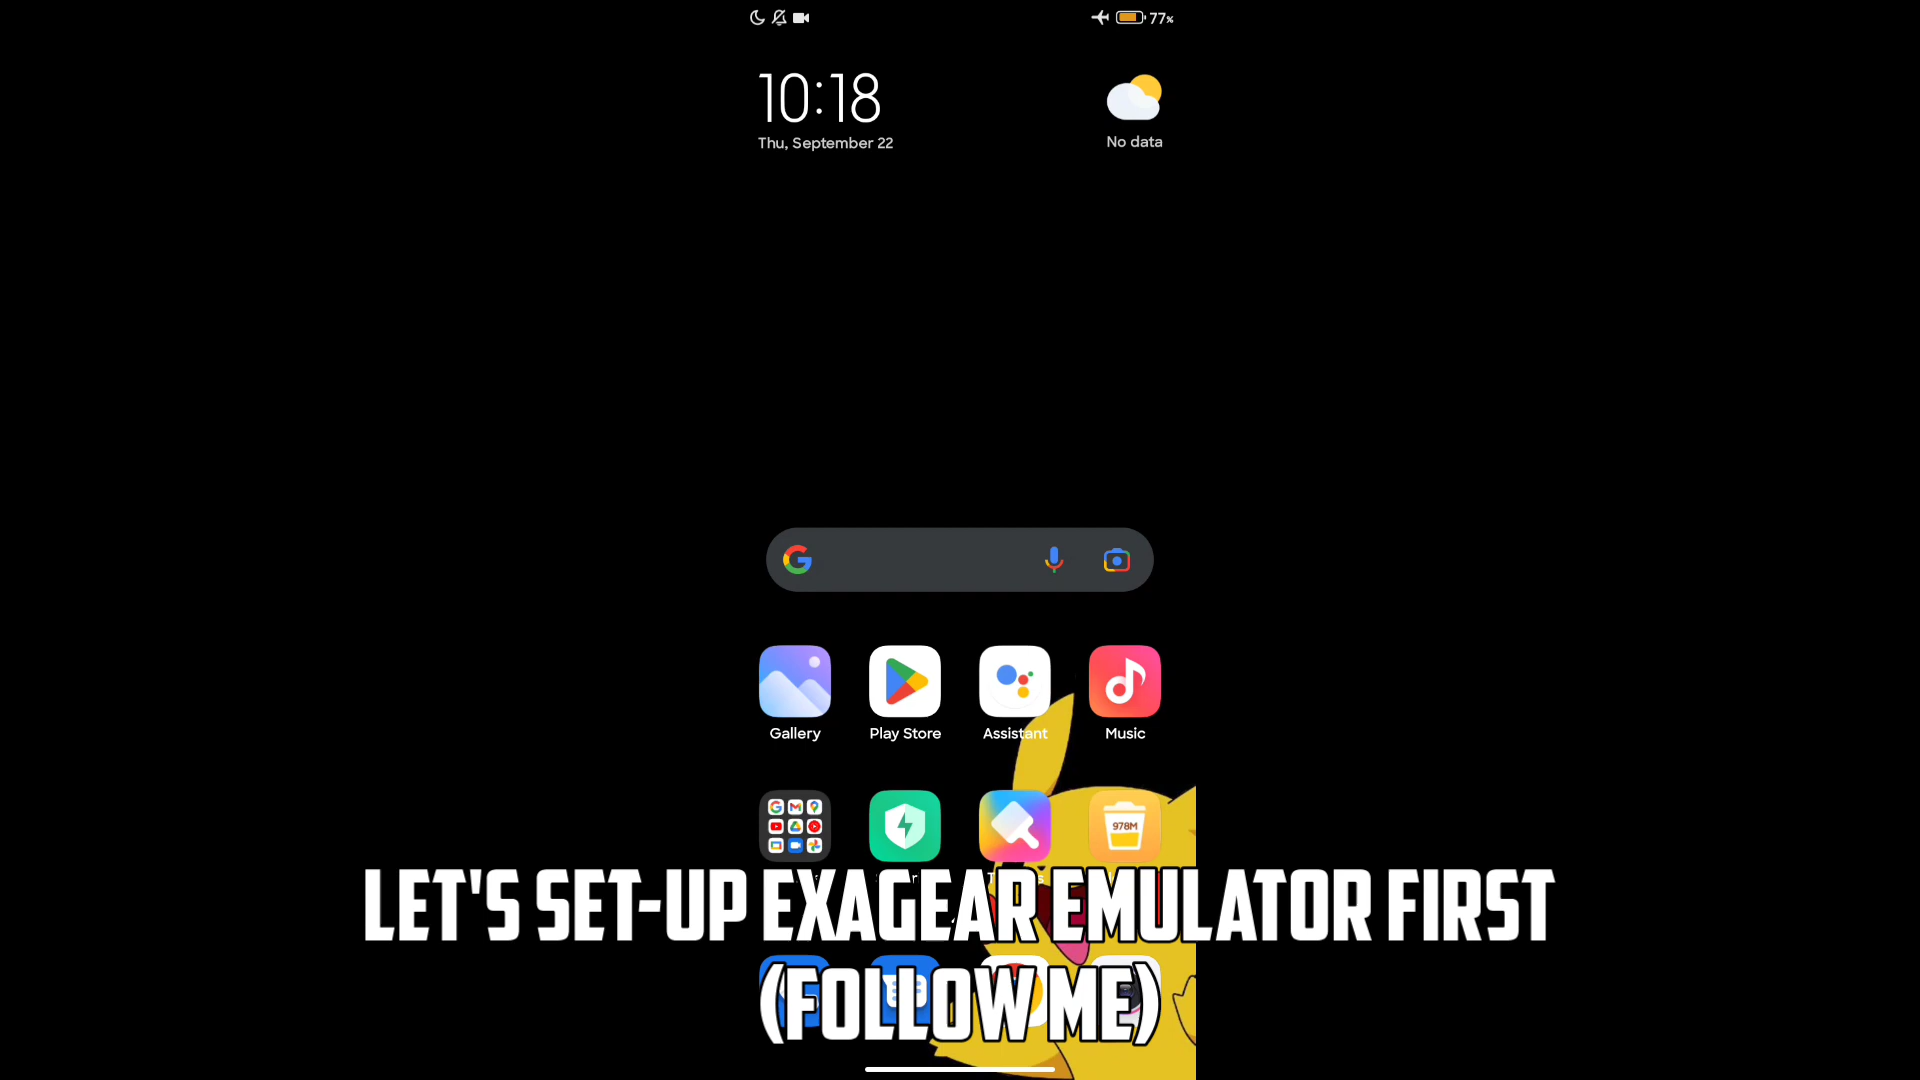 77%
10:18
Thu, September 22
No data
Gallery
Play Store
Assistant
Music
978M
LET'S SET-UP EXAGEAR EMULATOR FIRST
(FOLLOW ME)